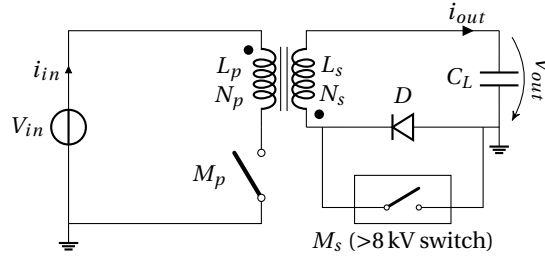 i_out
i_in
L_p
L_s
C_L
V_out
N_p
N_s
D
V_in
M_p
M_s (>8 kV switch)